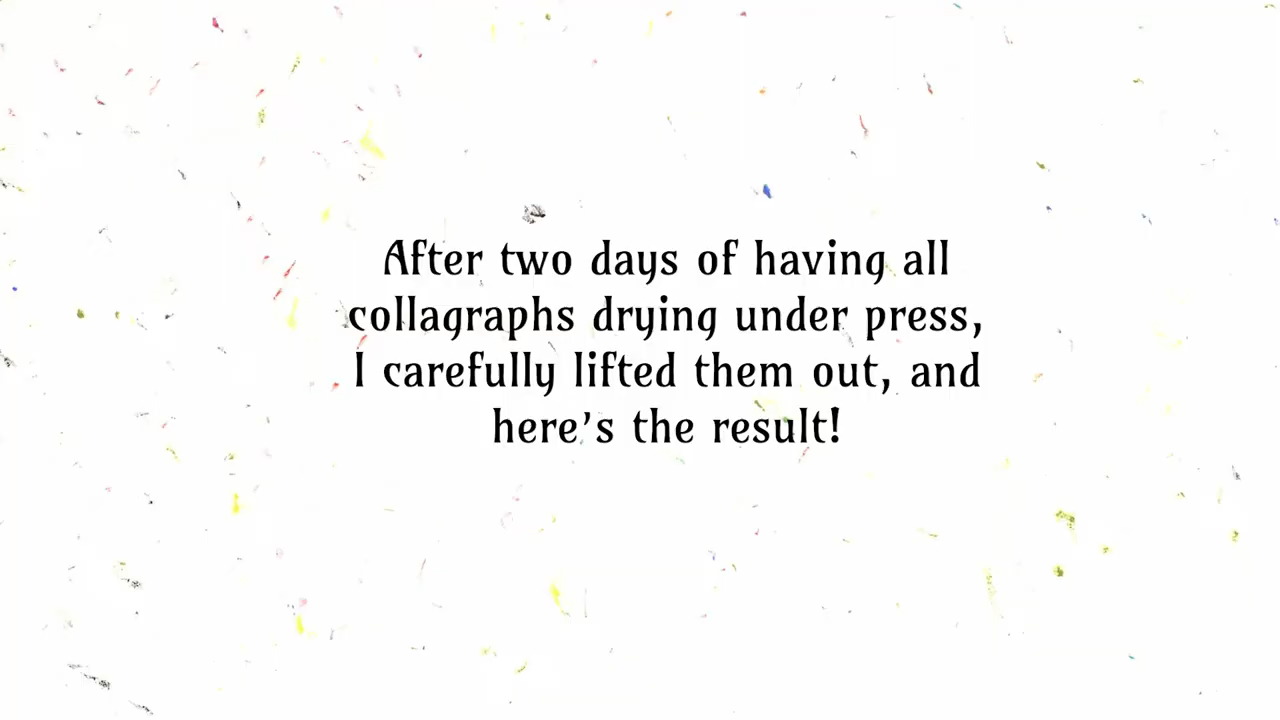 After two days of having all
collagraphs drying under press,
I carefully lifted them out, and
here's the result!